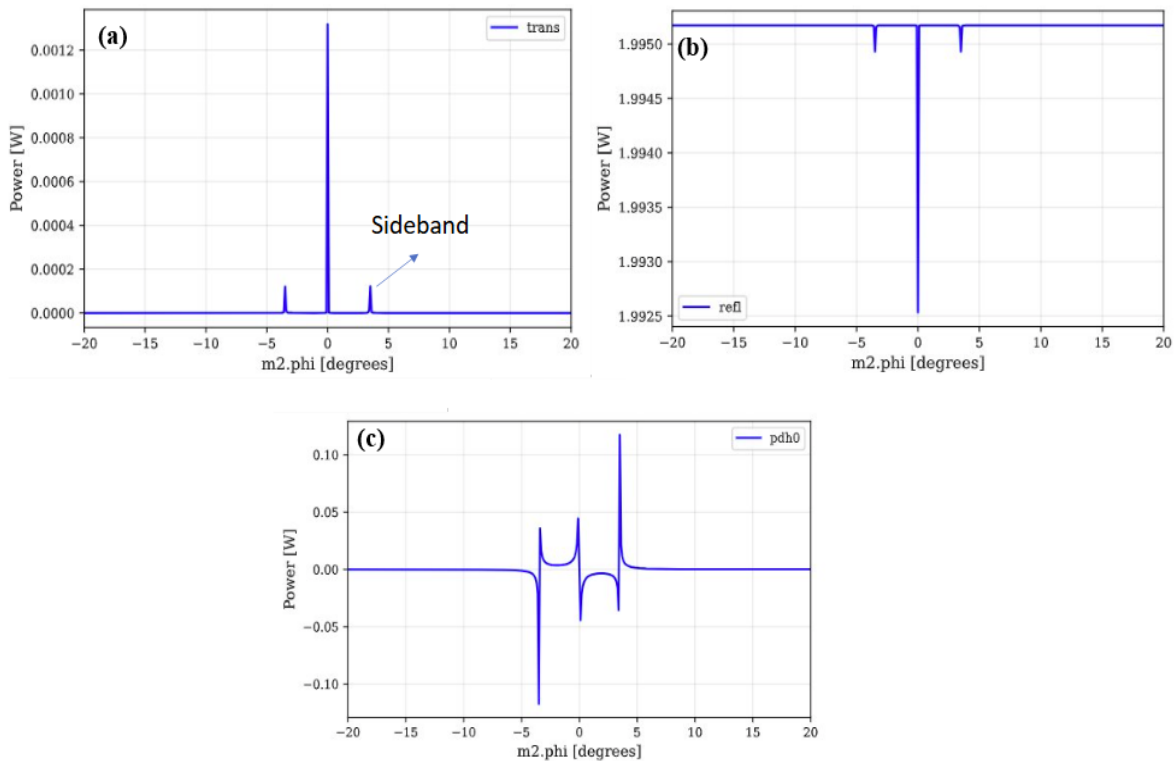 (a)
trans
Sideband
Power [W]
0.0012
0.0010
0.0008
0.0006
0.0004
0.0002
0.0000
−20 −15 −10 −5 0 5 10 15 20
m2.phi [degrees]
(b)
refl
Power [W]
1.9950
1.9945
1.9940
1.9935
1.9930
1.9925
−20 −15 −10 −5 0 5 10 15 20
m2.phi [degrees]
(c)
pdh0
Power [W]
0.10
0.05
0.00
−0.05
−0.10
−20 −15 −10 −5 0 5 10 15 20
m2.phi [degrees]